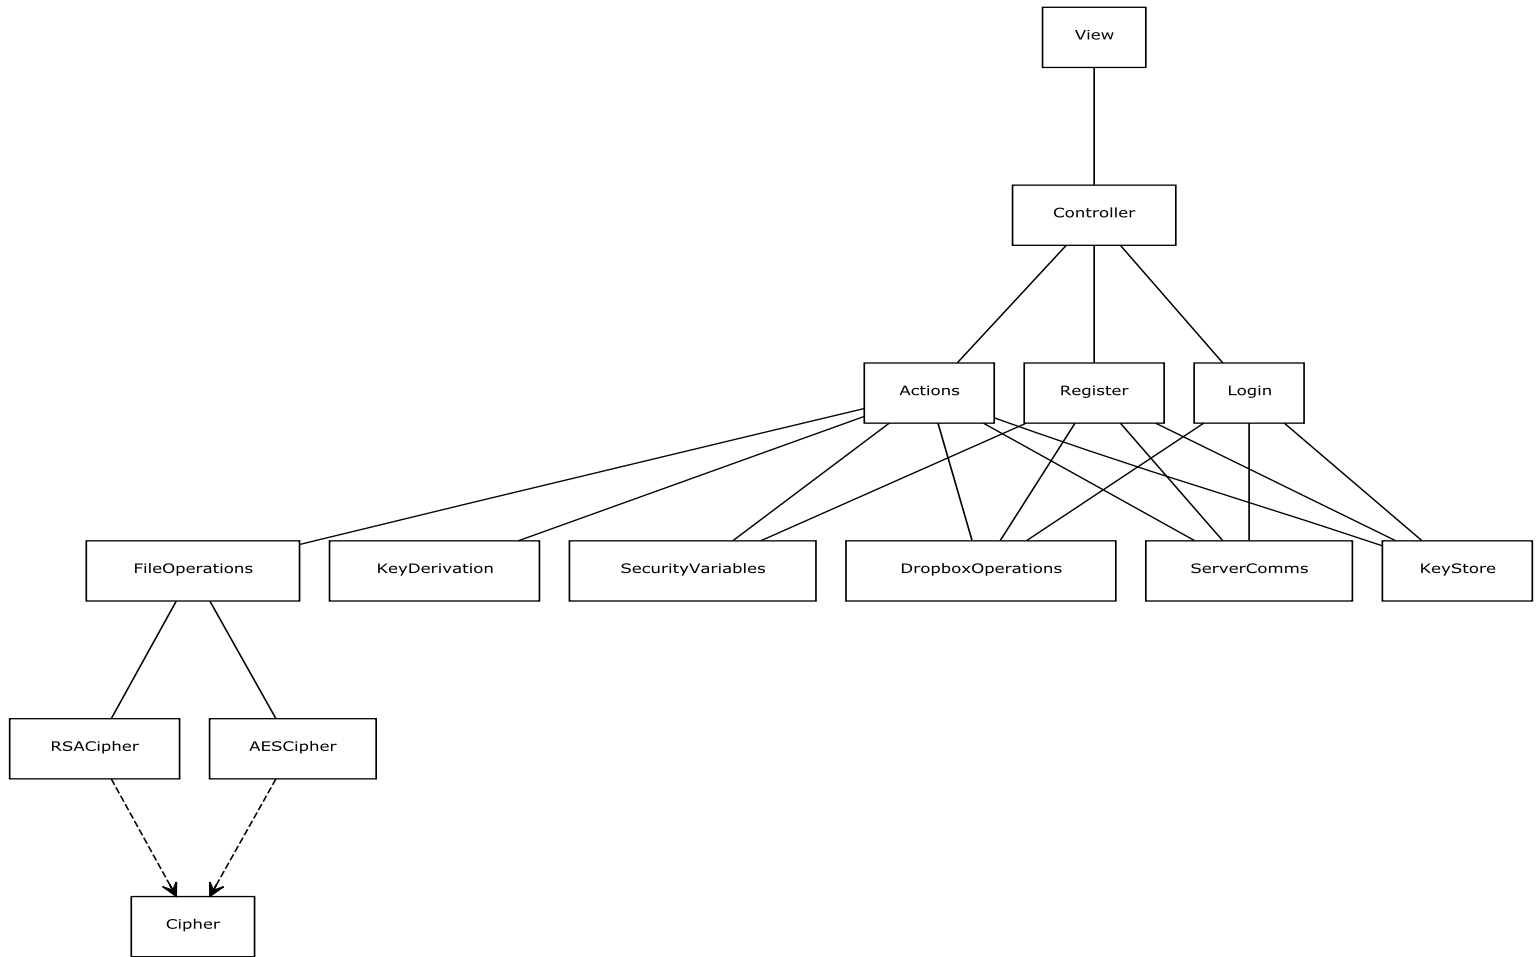 View
Controller
Actions
Register
Login
FileOperations
KeyDerivation
SecurityVariables
DropboxOperations
ServerComms
KeyStore
RSACipher
AESCipher
Cipher